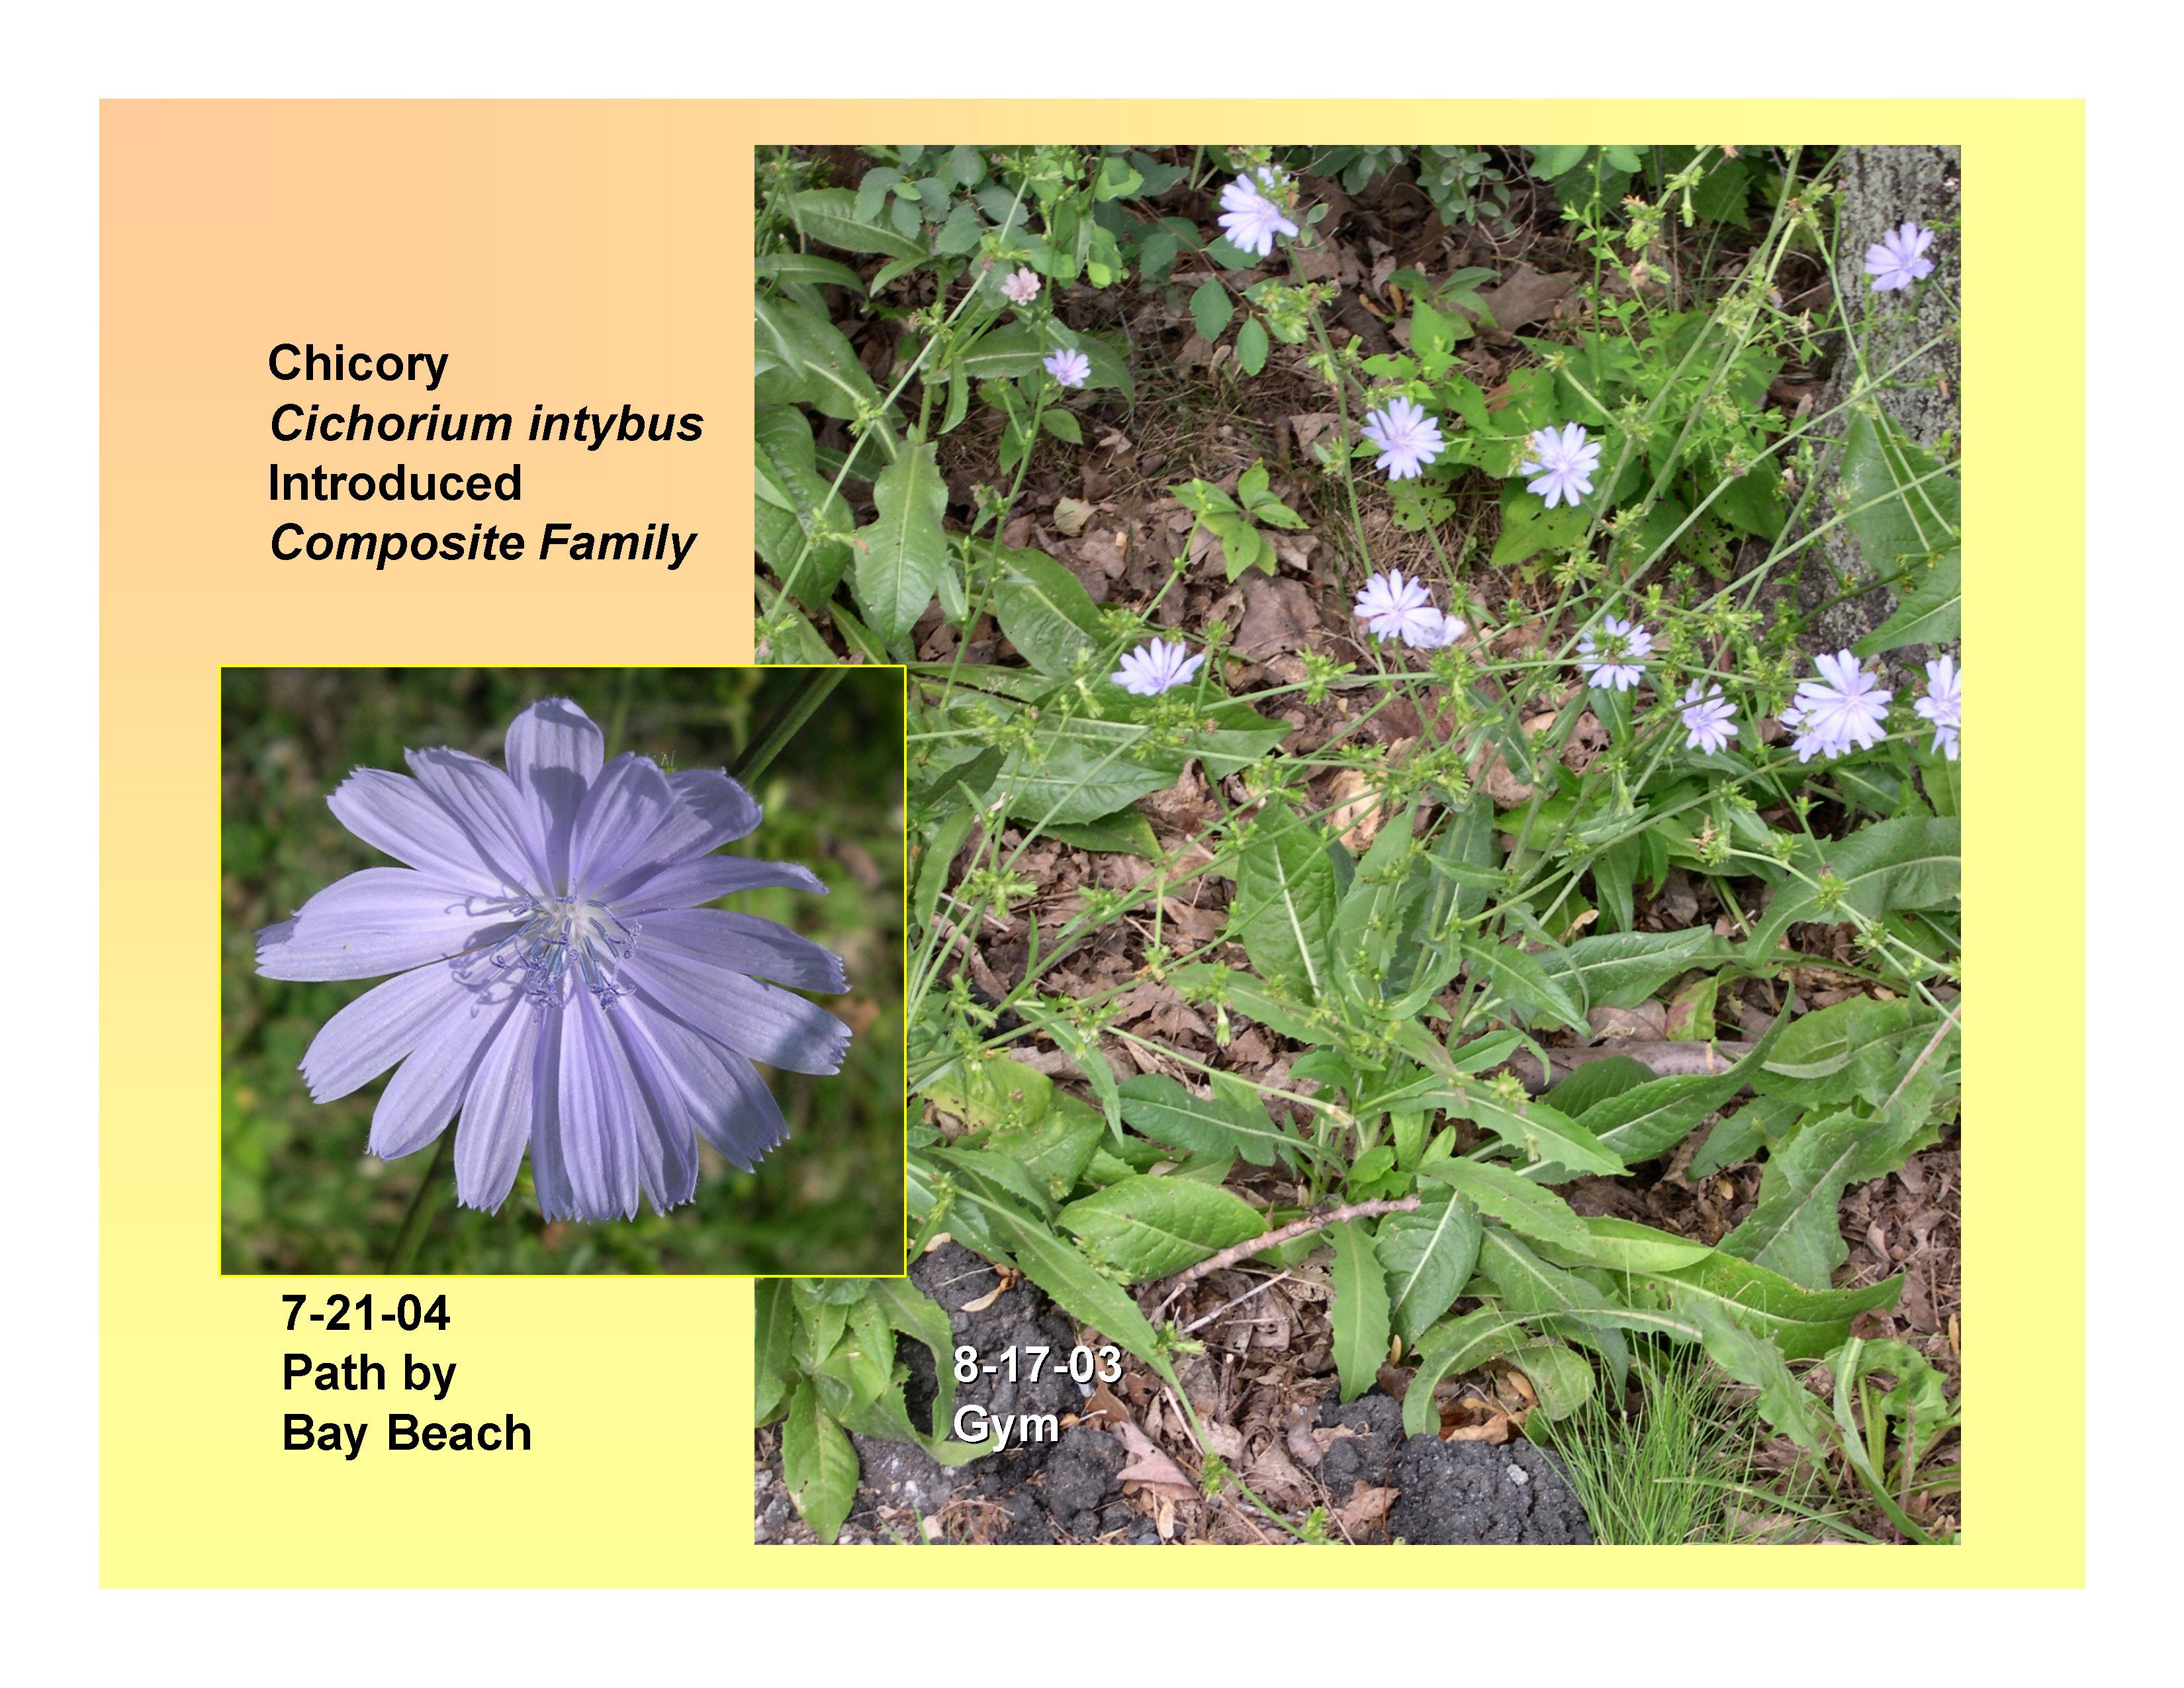 Chicory
Cichorium intybus
Introduced
Composite Family
7-21-04
Path by
Bay Beach
8-17-03
Gym